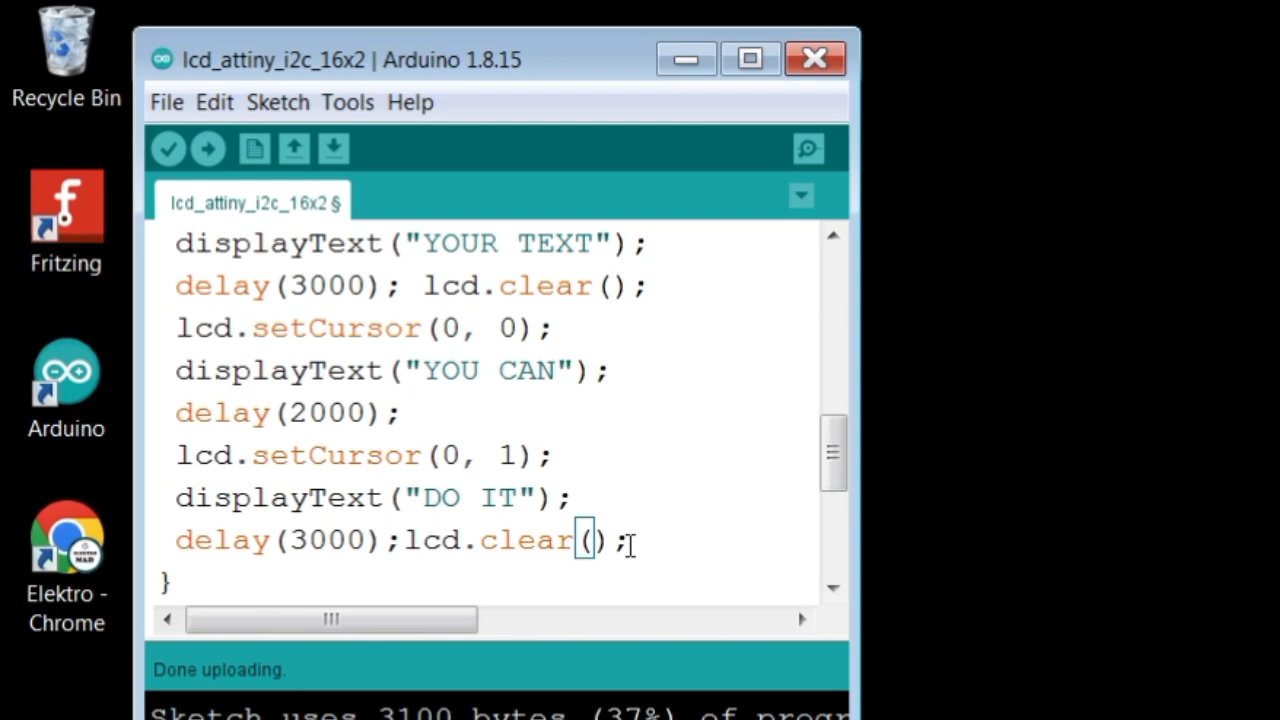 Recycle Bin
Fritzing
Arduino
Elektro -
Chrome
lcd_attiny_i2c_16x2 | Arduino 1.8.15
File Edit Sketch Tools Help
lcd_attiny_i2c_16x2 §
displayText("YOUR TEXT");
delay(3000); lcd.clear();
lcd.setCursor(0, 0);
displayText("YOU CAN");
delay(2000);
lcd.setCursor(0, 1);
displayText("DO IT");
delay(3000);lcd.clear();
}
Done uploading.
Sketch uses 3100 bytes (37%) of progr